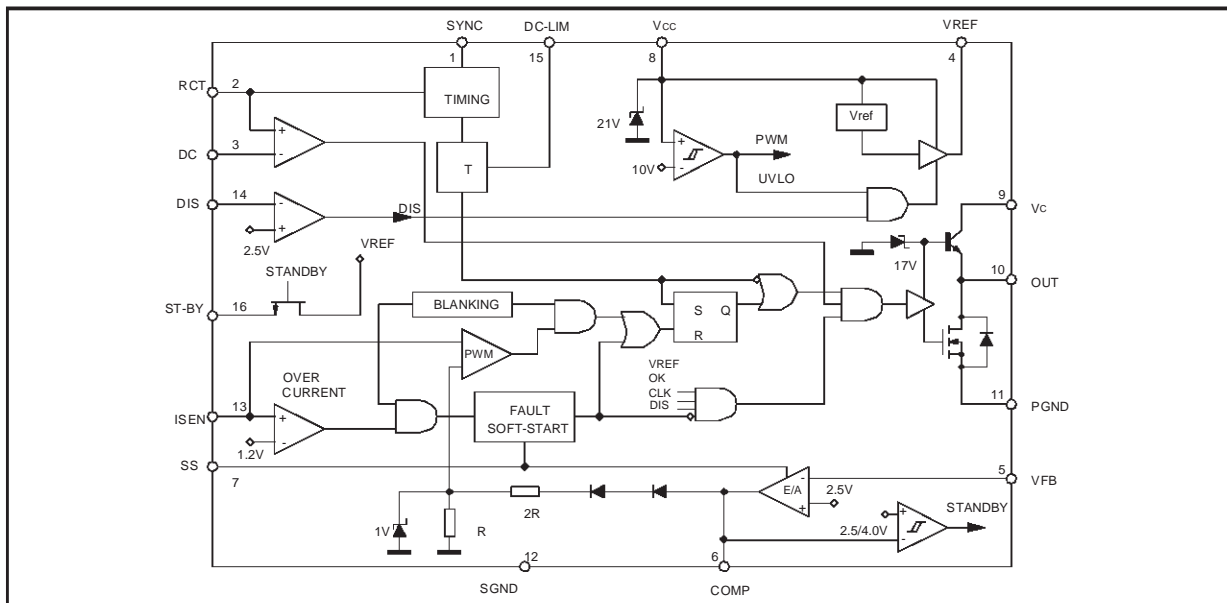 SYNC DC-LIM VCC VREF
1 15 8 4
RCT 2
TIMING
21V
Vref
+
-
3
DC
T
+
-
10V
PWM
UVLO
DIS 14
-
+
2.5V
DIS
9 VC
VREF
17V
STANDBY
10 OUT
ST-BY 16
BLANKING
S Q
R
PWM
VREF
OK
CLK
DIS
OVER
CURRENT
11 PGND
ISEN 13
+
-
1.2V
FAULT
SOFT-START
SS
7
5 VFB
-
E/A
+
2.5V
STANDBY
+
-
2.5/4.0V
2R
1V
R
12
SGND
6
COMP